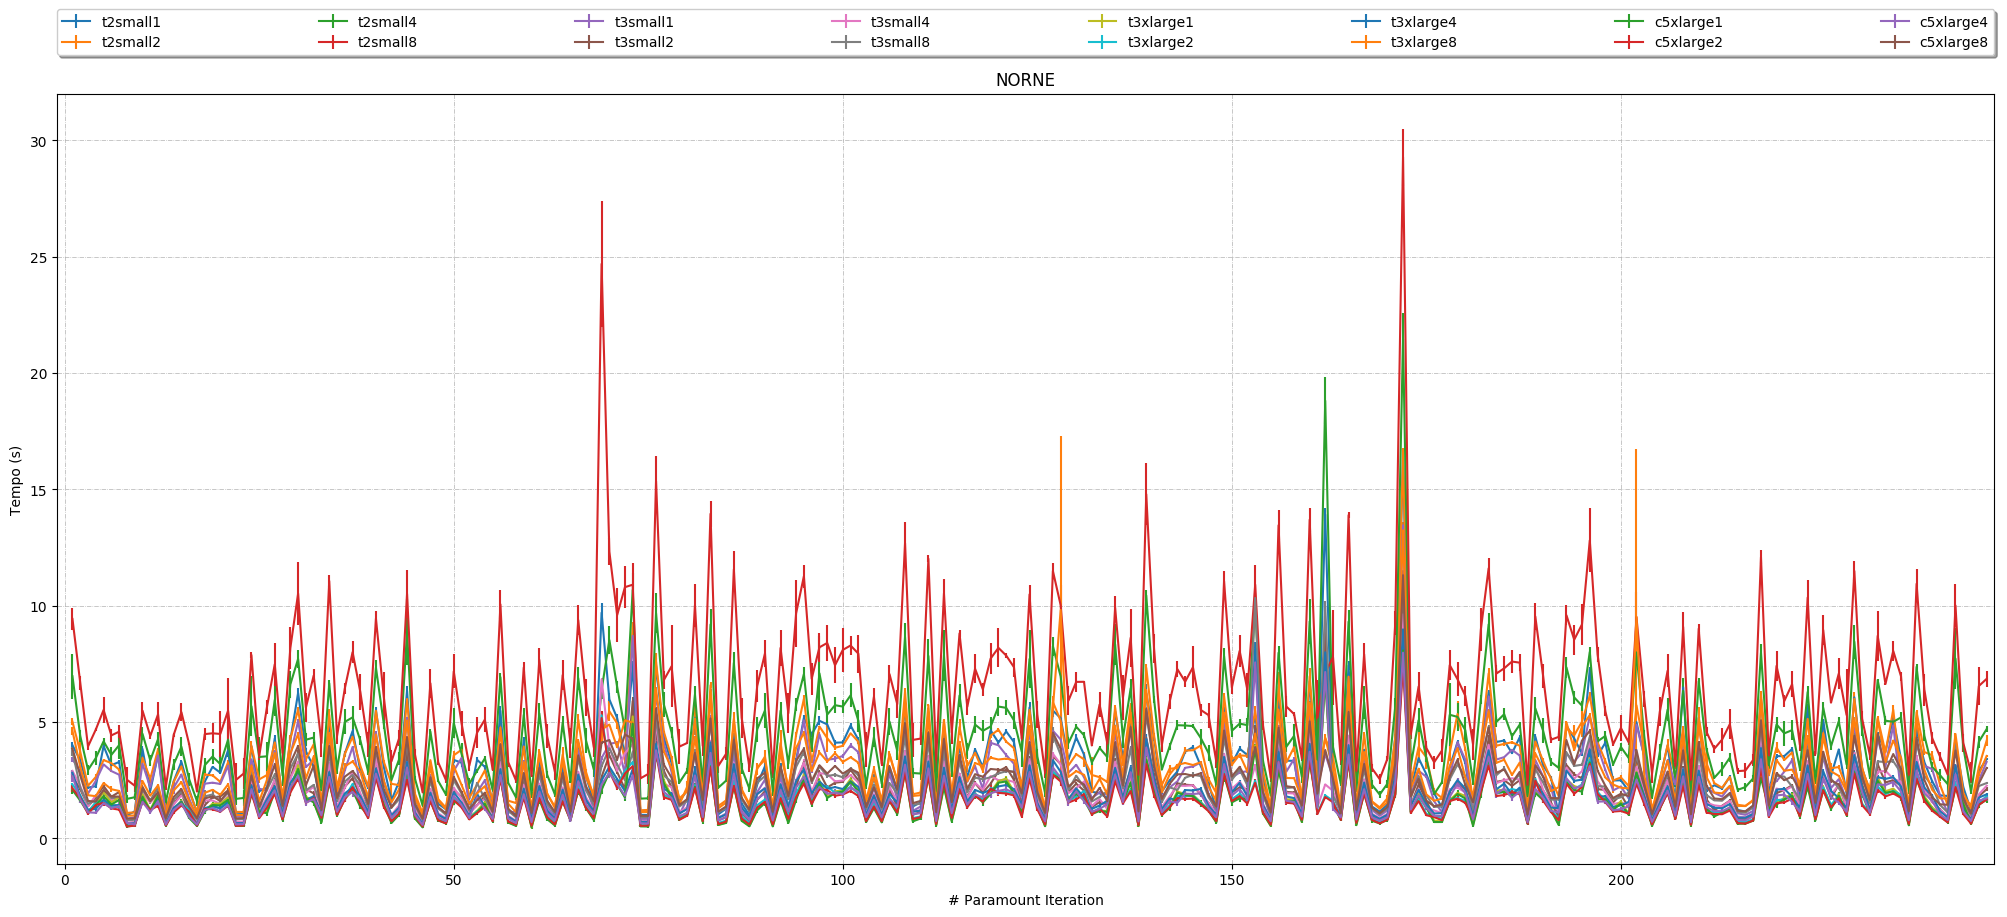 t2small1 t2small4 t3small1 t3small4 t3xlarge1 t3xlarge4 c5xlarge1 c5xlarge4
t2small2 t2small8 t3small2 t3small8 t3xlarge2 t3xlarge8 c5xlarge2 c5xlarge8
NORNE
30
25
20
15
10
5
0
Tempo (s)
0 50 100 150 200
# Paramount Iteration